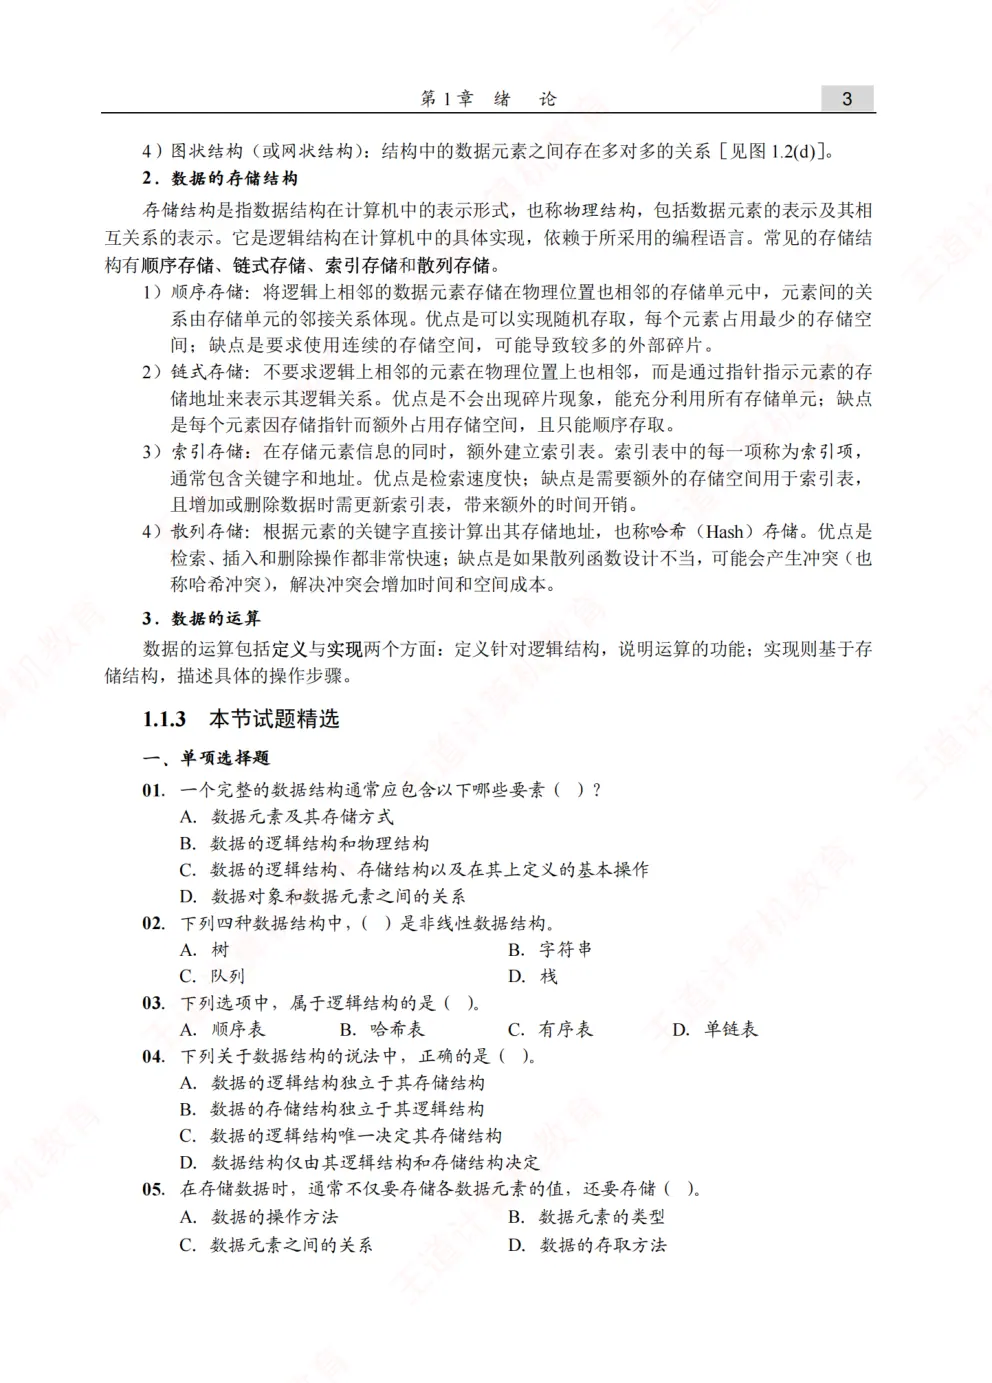 第 1 章 绪 论 3
4）图状结构（或网状结构）：结构中的数据元素之间存在多对多的关系［见图 1.2(d)］。
2．数据的存储结构
存储结构是指数据结构在计算机中的表示形式，也称物理结构，包括数据元素的表示及其相
互关系的表示。它是逻辑结构在计算机中的具体实现，依赖于所采用的编程语言。常见的存储结
构有顺序存储、链式存储、索引存储和散列存储。
1）顺序存储：将逻辑上相邻的数据元素存储在物理位置也相邻的存储单元中，元素间的关
系由存储单元的邻接关系体现。优点是可以实现随机存取，每个元素占用最少的存储空
间；缺点是要求使用连续的存储空间，可能导致较多的外部碎片。
2）链式存储：不要求逻辑上相邻的元素在物理位置上也相邻，而是通过指针指示元素的存
储地址来表示其逻辑关系。优点是不会出现碎片现象，能充分利用所有存储单元；缺点
是每个元素因存储指针而额外占用存储空间，且只能顺序存取。
3）索引存储：在存储元素信息的同时，额外建立索引表。索引表中的每一项称为索引项，
通常包含关键字和地址。优点是检索速度快；缺点是需要额外的存储空间用于索引表，
且增加或删除数据时需更新索引表，带来额外的时间开销。
4）散列存储：根据元素的关键字直接计算出其存储地址，也称哈希（Hash）存储。优点是
检索、插入和删除操作都非常快速；缺点是如果散列函数设计不当，可能会产生冲突（也
称哈希冲突），解决冲突会增加时间和空间成本。
3．数据的运算
数据的运算包括定义与实现两个方面：定义针对逻辑结构，说明运算的功能；实现则基于存
储结构，描述具体的操作步骤。
1.1.3 本节试题精选
一、单项选择题
01. 一个完整的数据结构通常应包含以下哪些要素（ ）？
A. 数据元素及其存储方式
B. 数据的逻辑结构和物理结构
C. 数据的逻辑结构、存储结构以及在其上定义的基本操作
D. 数据对象和数据元素之间的关系
02. 下列四种数据结构中，（ ）是非线性数据结构。
A. 树 B. 字符串
C. 队列 D. 栈
03. 下列选项中，属于逻辑结构的是（ ）。
A. 顺序表 B. 哈希表 C. 有序表 D. 单链表
04. 下列关于数据结构的说法中，正确的是（ ）。
A. 数据的逻辑结构独立于其存储结构
B. 数据的存储结构独立于其逻辑结构
C. 数据的逻辑结构唯一决定其存储结构
D. 数据结构仅由其逻辑结构和存储结构决定
05. 在存储数据时，通常不仅要存储各数据元素的值，还要存储（ ）。
A. 数据的操作方法 B. 数据元素的类型
C. 数据元素之间的关系 D. 数据的存取方法
王道计算机教育